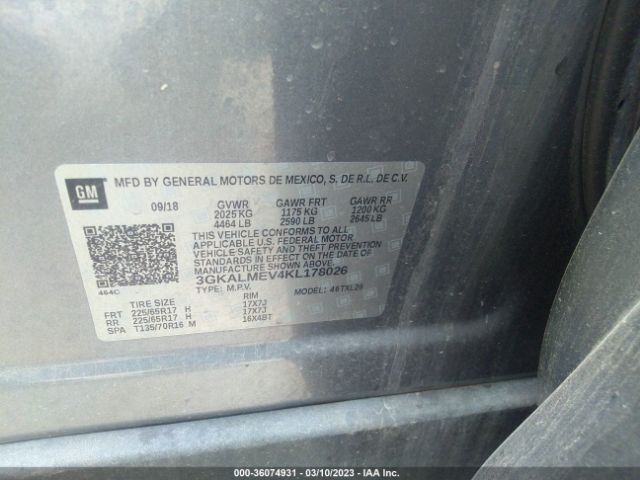 GM
MFD BY GENERAL MOTORS DE MEXICO, S. DE R.L. DE C.V.
09/18 GVWR GAWR FRT GAWR RR
2025 KG 1175 KG 1200 KG
4464 LB 2590 LB 2645 LB
THIS VEHICLE CONFORMS TO ALL
APPLICABLE U.S. FEDERAL MOTOR
VEHICLE SAFETY AND THEFT PREVENTION
STANDARDS IN EFFECT ON THE DATE OF
MANUFACTURE SHOWN ABOVE.
3GKALMEV4KL178026
464C TYPE: M.P.V. MODEL: 46TXL26
TIRE SIZE RIM
FRT 225/65R17 H 17X7J
RR 225/65R17 H 17X7J
SPA T135/70R16 M 16X4BT
000-36074931 - 03/10/2023 - IAA Inc.